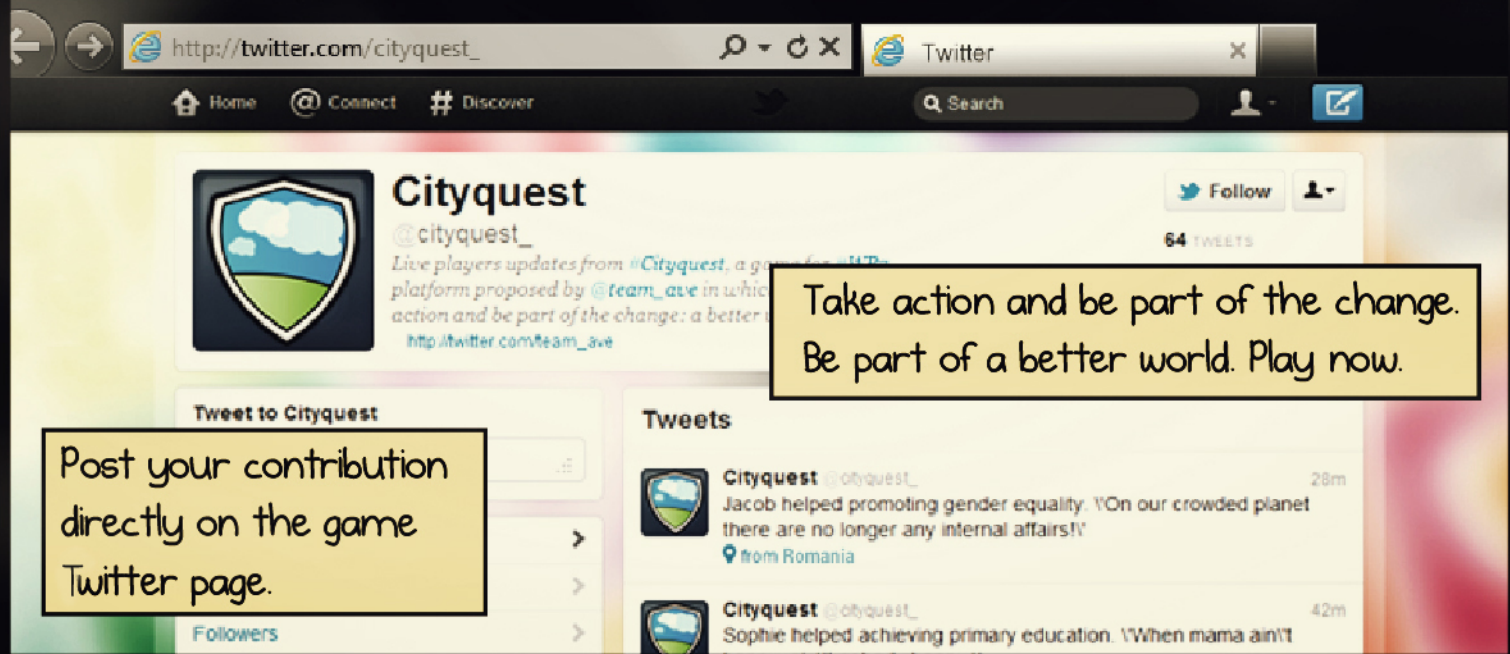 http://twitter.com/cityquest_
Twitter
Home
Connect
Discover
Search
Cityquest
@cityquest_
Follow
Live players updates from #Cityquest, a game for
64 TWEETS
platform proposed by @team_ave in which
action and be part of the change: a better
http://twitter.com/team_ave
Take action and be part of the change.
Be part of a better world. Play now.
Tweet to Cityquest
Post your contribution
directly on the game
Twitter page.
Followers
Tweets
Cityquest @cityquest_ 28m
Jacob helped promoting gender equality. \"On our crowded planet
there are no longer any internal affairs!\"
from Romania
Cityquest @cityquest_ 42m
Sophie helped achieving primary education. \"When mama ain\'t